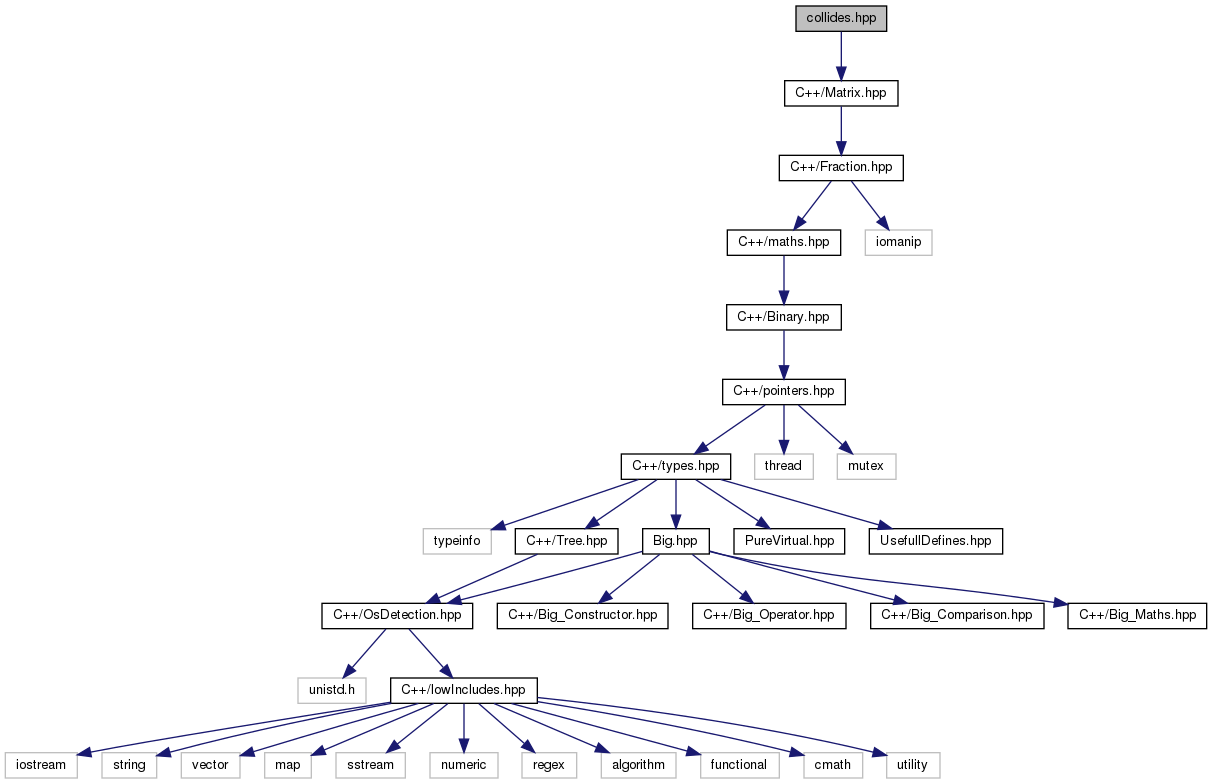 collides.hpp
C++/Matrix.hpp
C++/Fraction.hpp
C++/maths.hpp
iomanip
C++/Binary.hpp
C++/pointers.hpp
C++/types.hpp
thread
mutex
typeinfo
C++/Tree.hpp
Big.hpp
PureVirtual.hpp
UsefullDefines.hpp
C++/OsDetection.hpp
C++/Big_Constructor.hpp
C++/Big_Operator.hpp
C++/Big_Comparison.hpp
C++/Big_Maths.hpp
unistd.h
C++/lowIncludes.hpp
iostream
string
vector
map
sstream
numeric
regex
algorithm
functional
cmath
utility